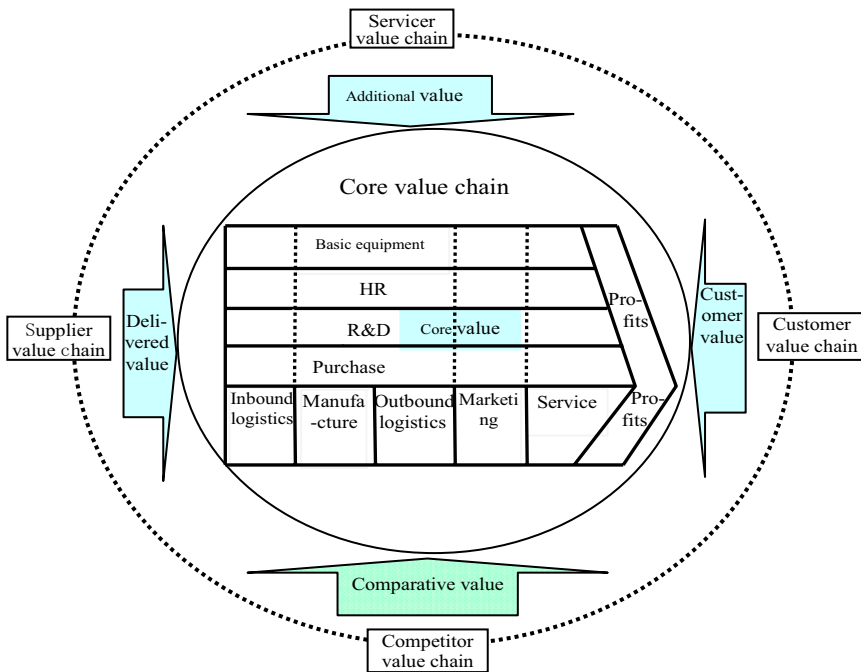 Servicer
value chain
Additional value
Core value chain
Basic equipment
HR
R&D
Core value
Purchase
Pro-
fits
Inbound
logistics
Manufa
-cture
Outbound
logistics
Marketi
ng
Service
Pro-
fits
Supplier
value chain
Deli-
vered
value
Cust-
omer
value
Customer
value chain
Comparative value
Competitor
value chain